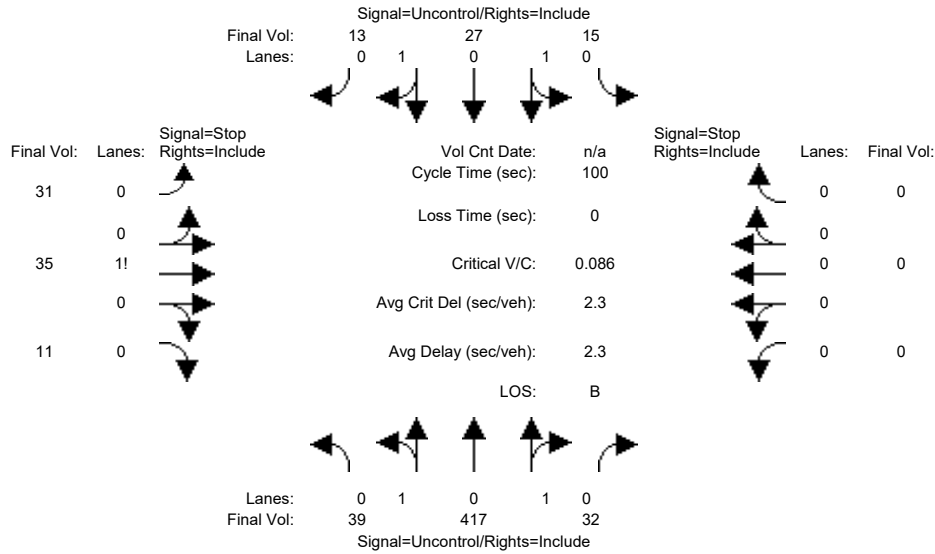 Signal=Uncontrol/Rights=Include
Final Vol: 13 27 15
Lanes: 0 1 0 1 0
Signal=Stop
Final Vol: Lanes: Rights=Include
Vol Cnt Date: n/a
Signal=Stop
Rights=Include Lanes: Final Vol:
Cycle Time (sec): 100
31 0
0 0
Loss Time (sec): 0
0
0
35 1!
Critical V/C: 0.086
0 0
0
Avg Crit Del (sec/veh): 2.3
0
11 0
Avg Delay (sec/veh): 2.3
0 0
LOS: B
Lanes: 0 1 0 1 0
Final Vol: 39 417 32
Signal=Uncontrol/Rights=Include